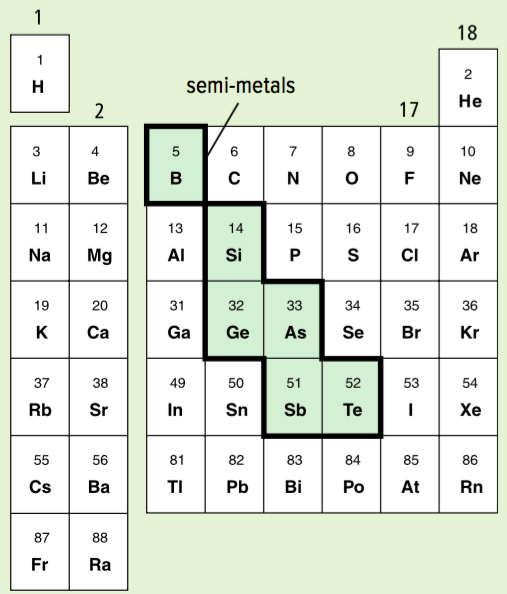 1
18
1
H
2
He
semi-metals
2
17
3 4 5 6 7 8 9 10
Li Be B C N O F Ne
11 12 13 14 15 16 17 18
Na Mg Al Si P S Cl Ar
19 20 31 32 33 34 35 36
K Ca Ga Ge As Se Br Kr
37 38 49 50 51 52 53 54
Rb Sr In Sn Sb Te I Xe
55 56 81 82 83 84 85 86
Cs Ba Tl Pb Bi Po At Rn
87 88
Fr Ra